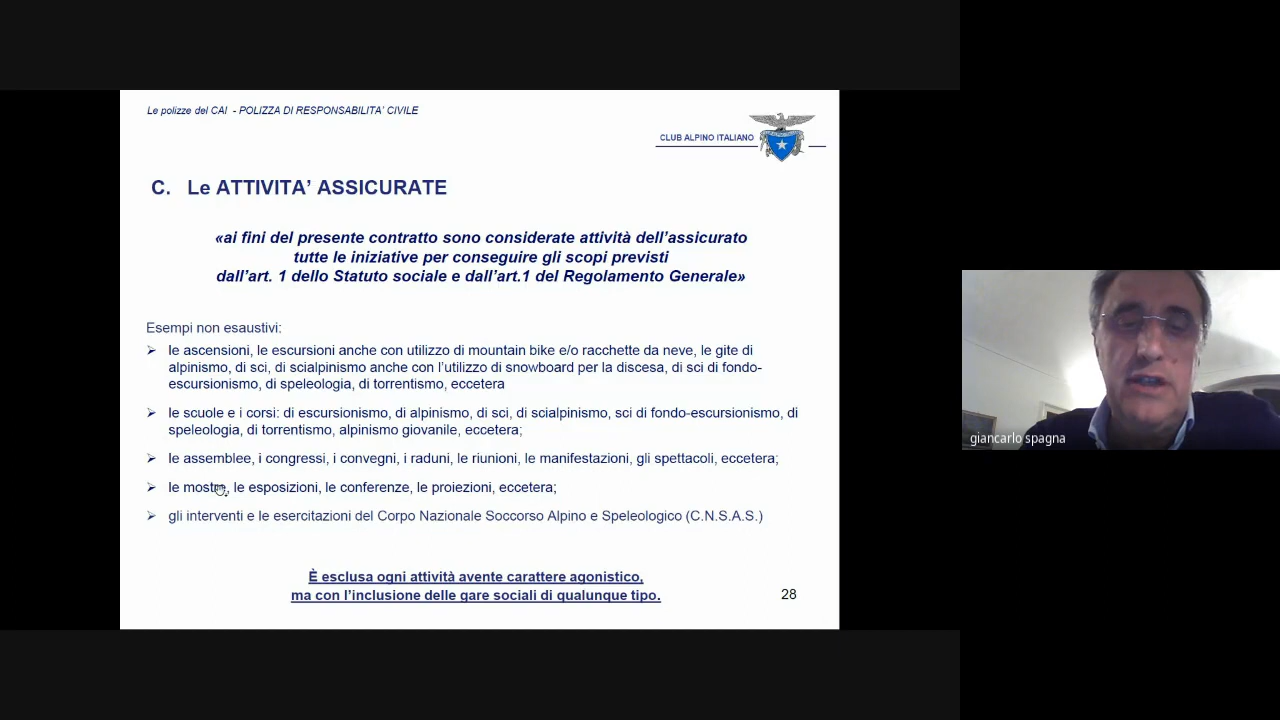 Le polizze del CAI - POLIZZA DI RESPONSABILITA' CIVILE
CLUB ALPINO ITALIANO
C. Le ATTIVITA' ASSICURATE
«ai fini del presente contratto sono considerate attività dell'assicurato
tutte le iniziative per conseguire gli scopi previsti
dall'art. 1 dello Statuto sociale e dall'art.1 del Regolamento Generale»
Esempi non esaustivi:
➢ le ascensioni, le escursioni anche con utilizzo di mountain bike e/o racchette da neve, le gite di
alpinismo, di sci, di scialpinismo anche con l'utilizzo di snowboard per la discesa, di sci di fondo-
escursionismo, di speleologia, di torrentismo, eccetera
➢ le scuole e i corsi: di escursionismo, di alpinismo, di sci, di scialpinismo, sci di fondo-escursionismo, di
speleologia, di torrentismo, alpinismo giovanile, eccetera;
➢ le assemblee, i congressi, i convegni, i raduni, le riunioni, le manifestazioni, gli spettacoli, eccetera;
➢ le mostre, le esposizioni, le conferenze, le proiezioni, eccetera;
➢ gli interventi e le esercitazioni del Corpo Nazionale Soccorso Alpino e Speleologico (C.N.S.A.S.)
È esclusa ogni attività avente carattere agonistico,
ma con l'inclusione delle gare sociali di qualunque tipo.
28
giancarlo spagna